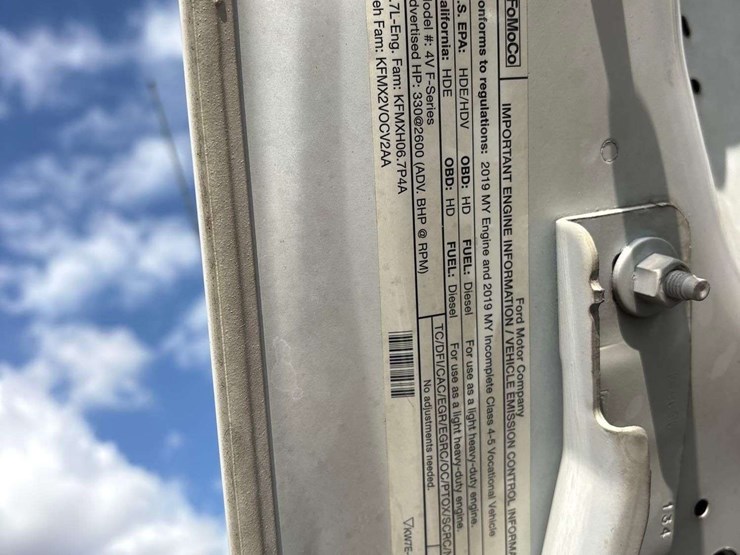 FoMoCo
Ford Motor Company
IMPORTANT ENGINE INFORMATION / VEHICLE EMISSION CONTROL INFORMA
onforms to regulations: 2019 MY Engine and 2019 MY Incomplete Class 4-5 Vocational Vehicle
.S. EPA: HDE/HDV OBD: HD FUEL: Diesel For use as a light heavy-duty engine.
alifornia: HDE OBD: HD FUEL: Diesel For use as a light heavy-duty engine.
odel #: 4V F-Series TC/DFI/CAC/EGR/EGRC/OC/PTOX/SCRC/N
dvertised HP: 330@2600 (ADV. BHP @ RPM) No adjustments needed.
.7L-Eng. Fam: KFMXH06.7P4A
eh Fam: KFMX2VOCV2AA
KW7E-
134